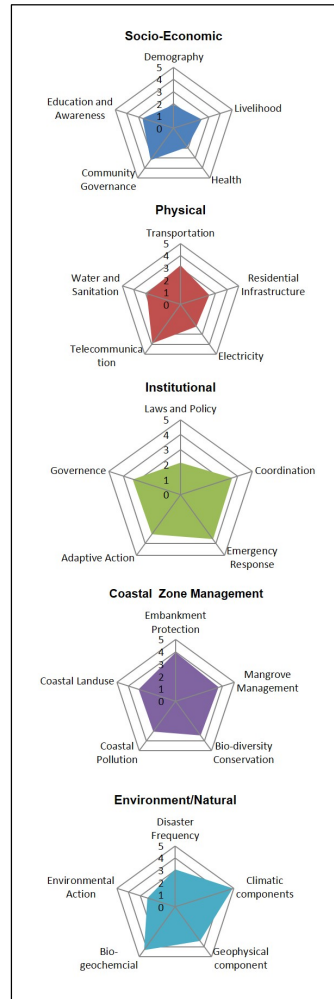 Socio-Economic
Demography
5
4
3
2
1
0
Education and
Awareness
Livelihood
Community
Governance
Health
Physical
Transportation
5
4
3
2
1
0
Water and
Sanitation
Residential
Infrastructure
Telecommunica
tion
Electricity
Institutional
Laws and Policy
5
4
3
2
1
0
Governence
Coordination
Adaptive Action
Emergency
Response
Coastal Zone Management
Embankment
Protection
5
4
3
2
1
0
Coastal Landuse
Mangrove
Management
Coastal
Pollution
Bio-diversity
Conservation
Environment/Natural
Disaster
Frequency
5
4
3
2
1
0
Environmental
Action
Climatic
components
Bio-
geochemcial
Geophysical
component